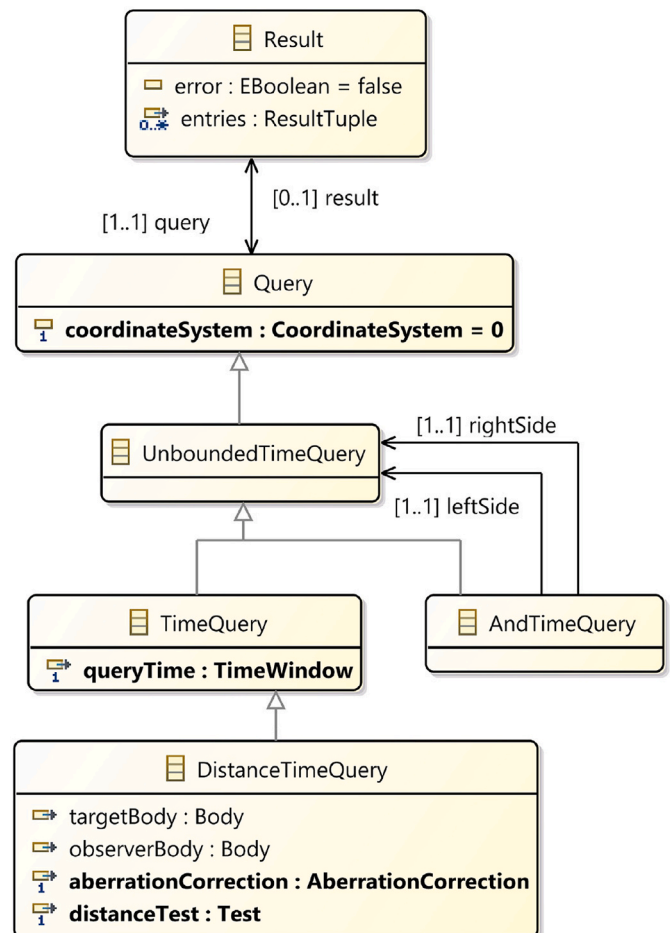 Result
error : EBoolean = false
0..* entries : ResultTuple
[0..1] result
[1..1] query
Query
1 coordinateSystem : CoordinateSystem = 0
UnboundedTimeQuery
[1..1] rightSide
[1..1] leftSide
TimeQuery
1 queryTime : TimeWindow
AndTimeQuery
DistanceTimeQuery
targetBody : Body
observerBody : Body
1 aberrationCorrection : AberrationCorrection
1 distanceTest : Test